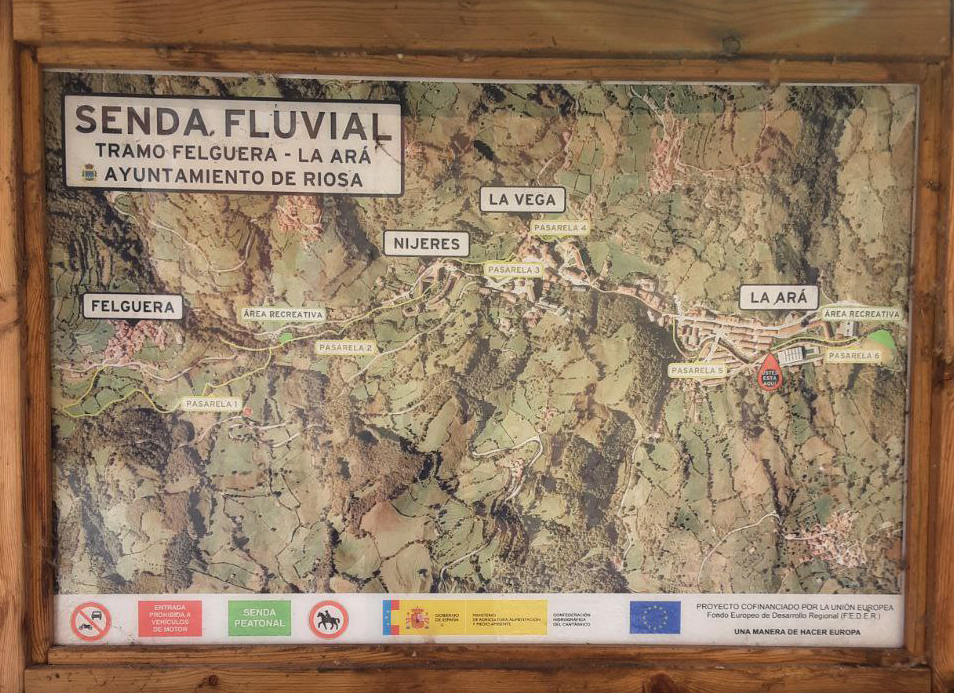 SENDA FLUVIAL
TRAMO FELGUERA - LA ARÁ
AYUNTAMIENTO DE RIOSA
LA VEGA
PASARELA 4
NIJERES
PASARELA 3
FELGUERA
ÁREA RECREATIVA
PASARELA 2
PASARELA 1
LA ARÁ
ÁREA RECREATIVA
PASARELA 6
PASARELA 5
USTED
ESTÁ
AQUÍ
ENTRADA
PROHIBIDA A
VEHÍCULOS
DE MOTOR
SENDA
PEATONAL
GOBIERNO
DE ESPAÑA
MINISTERIO
DE AGRICULTURA, ALIMENTACIÓN
Y MEDIO AMBIENTE
CONFEDERACIÓN
HIDROGRÁFICA
DEL CANTÁBRICO
PROYECTO COFINANCIADO POR LA UNIÓN EUROPEA
Fondo Europeo de Desarrollo Regional (F.E.D.E.R.)
UNA MANERA DE HACER EUROPA